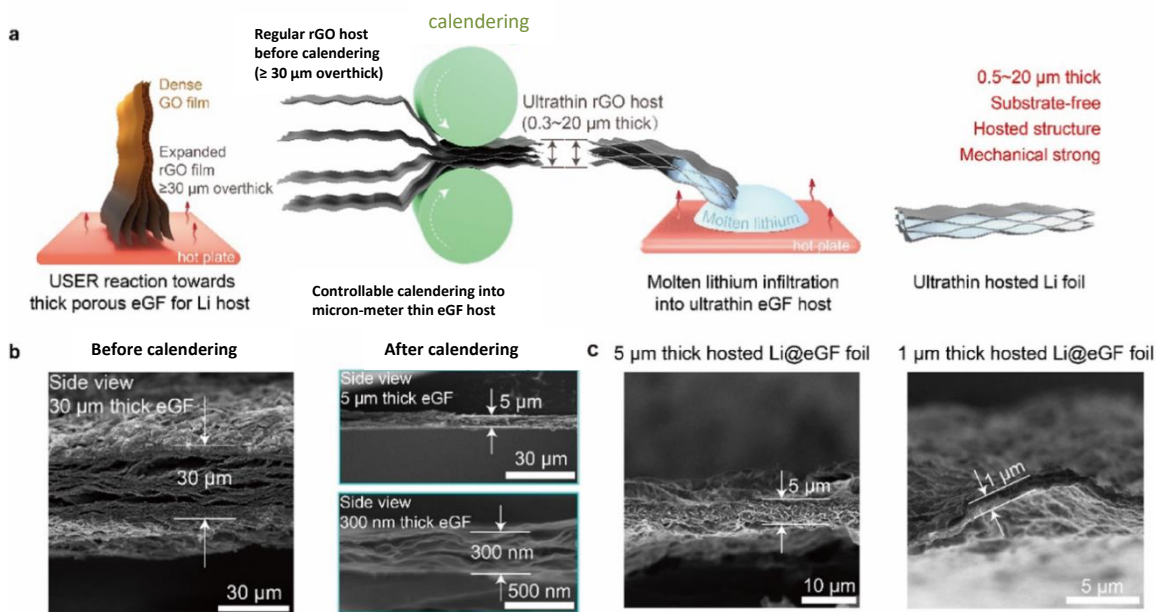 a
Dense
GO film
Expanded
rGO film
≥30 μm overthick
hot plate
USER reaction towards
thick porous eGF for Li host
Regular rGO host
before calendering
(≥ 30 μm overthick)
calendering
Ultrathin rGO host
(0.3~20 μm thick)
Controllable calendering into
micron-meter thin eGF host
Molten lithium
hot plate
Molten lithium infiltration
into ultrathin eGF host
0.5~20 μm thick
Substrate-free
Hosted structure
Mechanical strong
Ultrathin hosted Li foil
b
Before calendering
Side view
30 μm thick eGF
30 μm
30 μm
After calendering
Side view
5 μm thick eGF
5 μm
30 μm
Side view
300 nm thick eGF
300 nm
500 nm
c
5 μm thick hosted Li@eGF foil
5 μm
10 μm
1 μm thick hosted Li@eGF foil
1 μm
5 μm